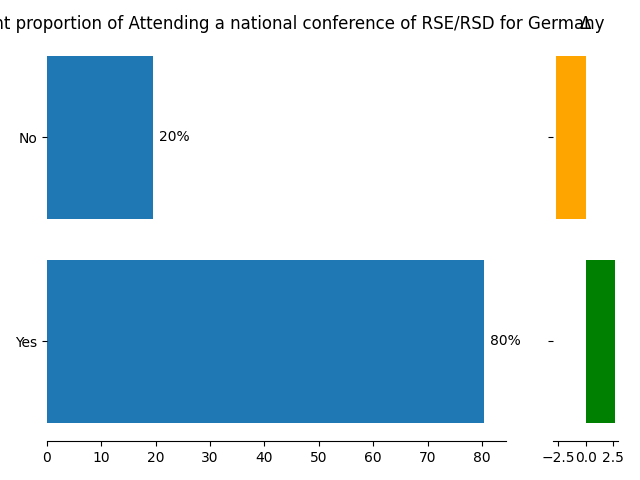 nt proportion of Attending a national conference of RSE/RSD for Germany
Δ
No
20%
Yes
80%
0 10 20 30 40 50 60 70 80
−2.5 0.0 2.5